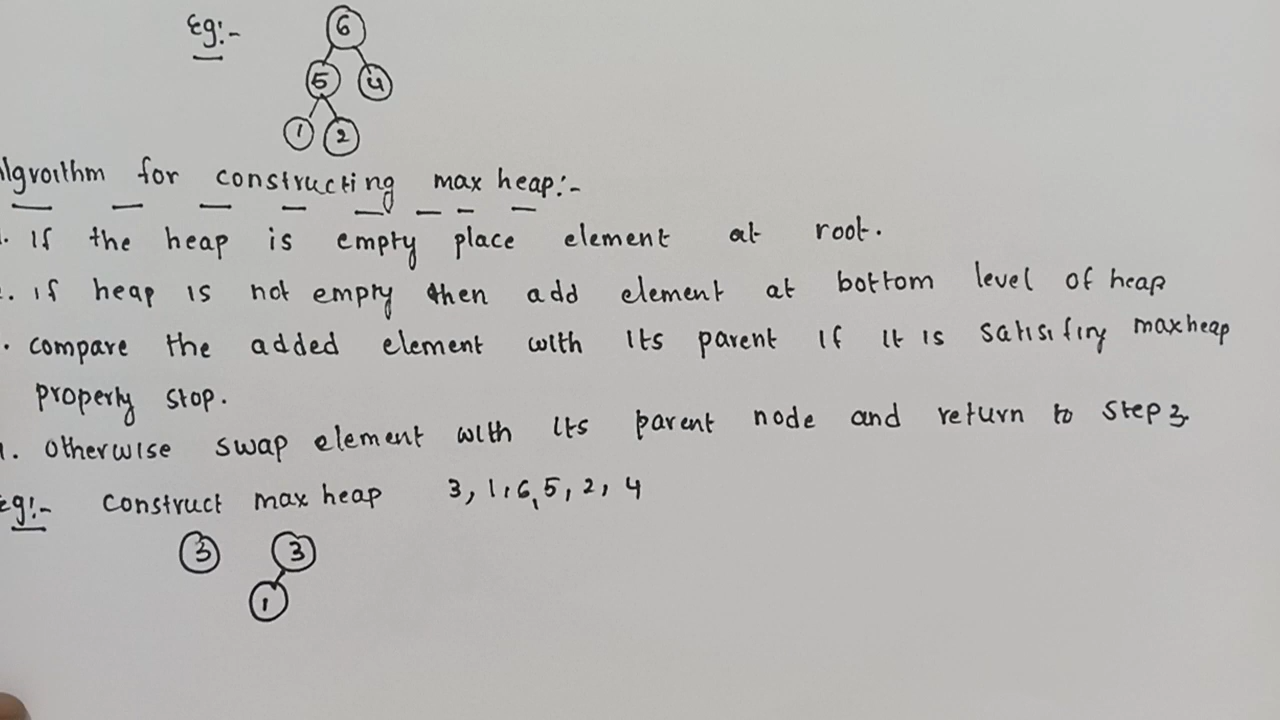 Eg:-
6
5 4
1 2
Algroithm for constructing max heap:-
. If the heap is empty place element at root.
. if heap is not empty then add element at bottom level of heap
. compare the added element with its parent if it is satisifiny maxheap
property stop.
. Otherwise swap element with its parent node and return to step 3.
Eg:- Construct max heap 3, 1, 6, 5, 2, 4
3 3
1